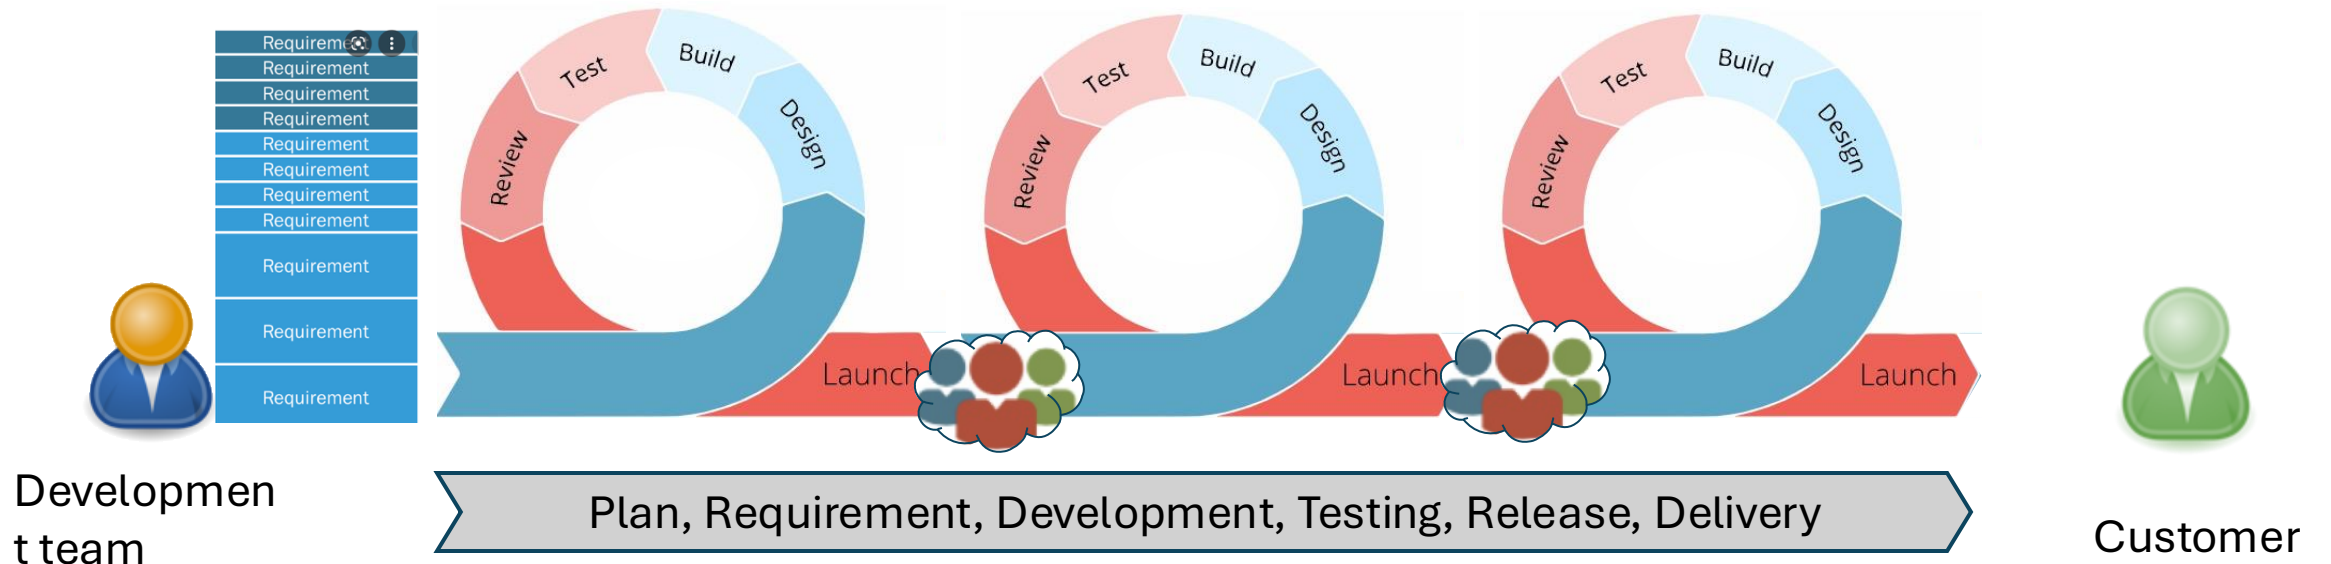 Requirement
Requirement
Requirement
Requirement
Requirement
Requirement
Requirement
Requirement
Requirement
Requirement
Requirement
Review
Test
Build
Design
Launch
Review
Test
Build
Design
Launch
Review
Test
Build
Design
Launch
Developmen
t team
Plan, Requirement, Development, Testing, Release, Delivery
Customer